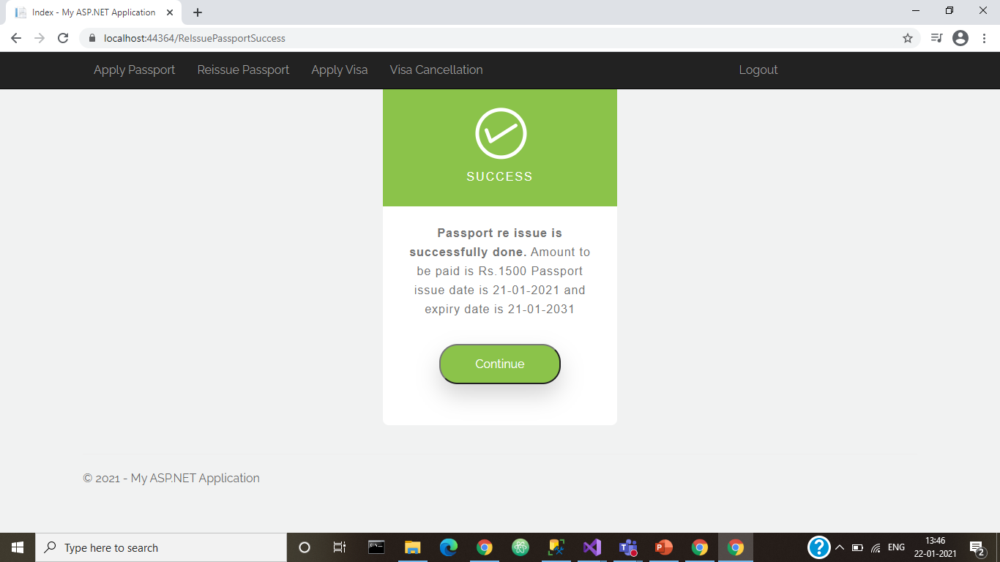 Index - My ASP.NET Application
localhost:44364/ReIssuePassportSuccess
Apply Passport Reissue Passport Apply Visa Visa Cancellation Logout
SUCCESS
Passport re issue is
successfully done. Amount to
be paid is Rs.1500 Passport
issue date is 21-01-2021 and
expiry date is 21-01-2031
Continue
© 2021 - My ASP.NET Application
Type here to search
ENG
13:46
22-01-2021
2